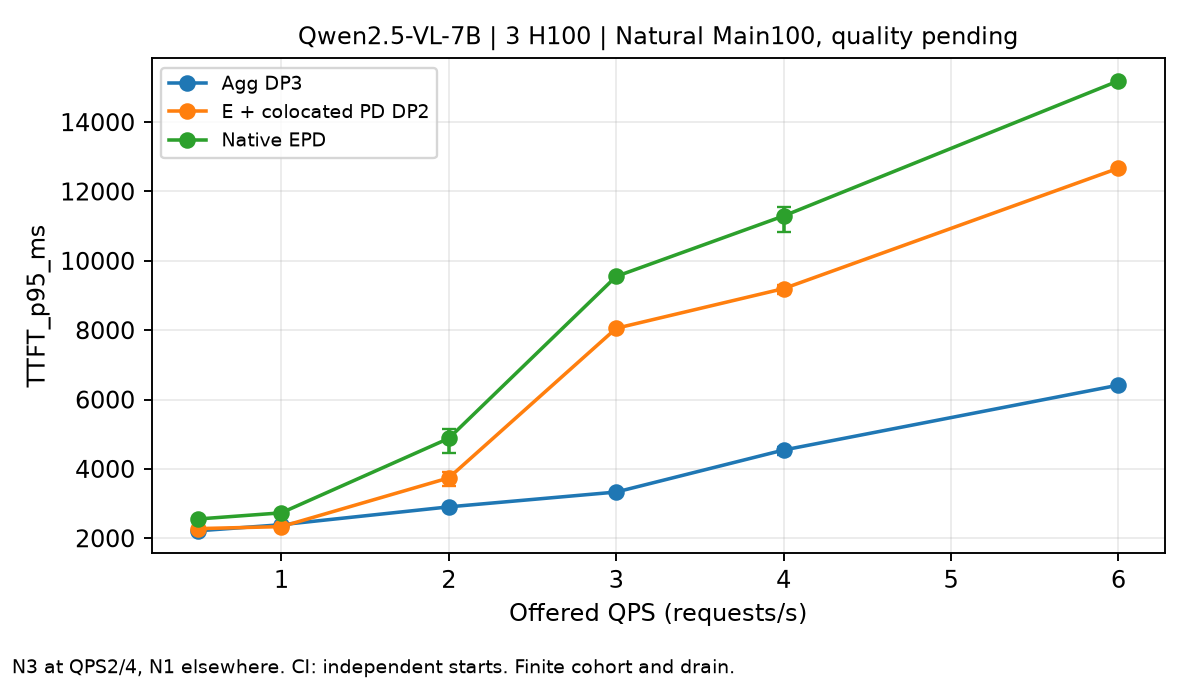 Qwen2.5-VL-7B | 3 H100 | Natural Main100, quality pending
Agg DP3
E + colocated PD DP2
Native EPD
TTFT_p95_ms
14000
12000
10000
8000
6000
4000
2000
1 2 3 4 5 6
Offered QPS (requests/s)
N3 at QPS2/4, N1 elsewhere. CI: independent starts. Finite cohort and drain.